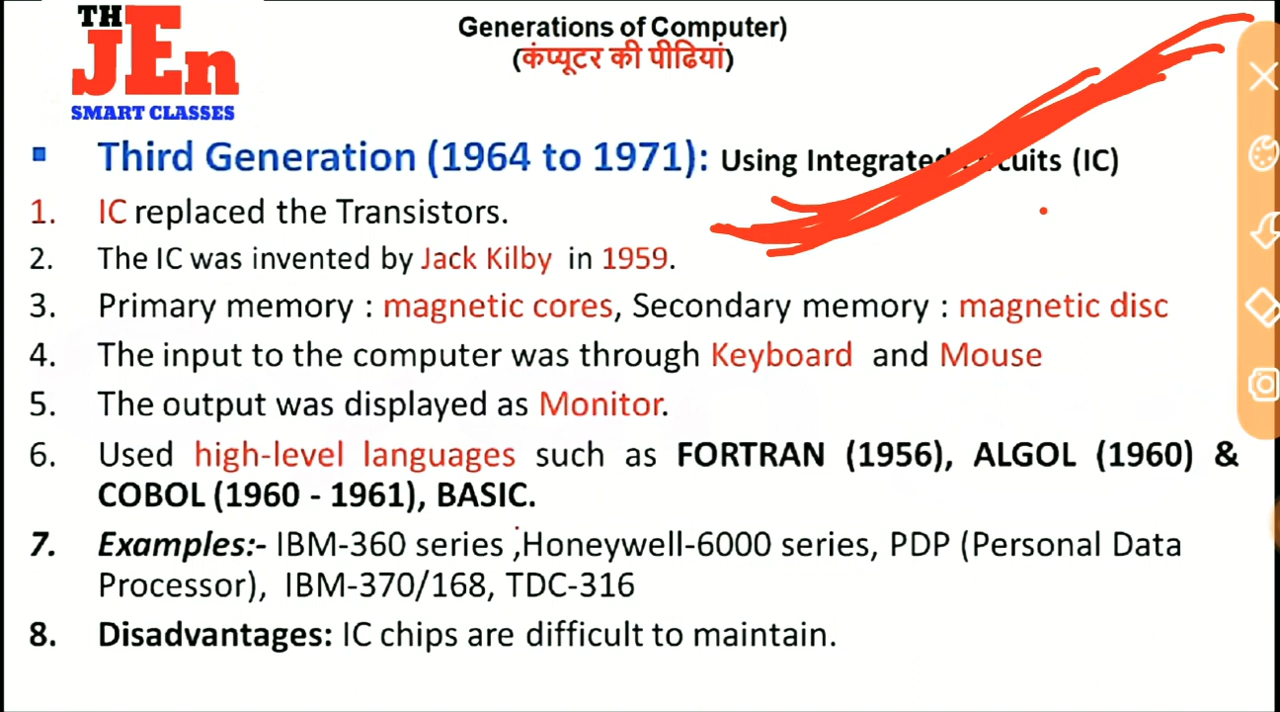 THE
JEn
SMART CLASSES
Generations of Computer)
(कंप्यूटर की पीढियां)
Third Generation (1964 to 1971): Using Integrated (IC)
1. IC replaced the Transistors.
2. The IC was invented by Jack Kilby in 1959.
3. Primary memory : magnetic cores, Secondary memory : magnetic disc
4. The input to the computer was through Keyboard and Mouse
5. The output was displayed as Monitor.
6. Used high-level languages such as FORTRAN (1956), ALGOL (1960) &
COBOL (1960 - 1961), BASIC.
7. Examples:- IBM-360 series ,Honeywell-6000 series, PDP (Personal Data
Processor), IBM-370/168, TDC-316
8. Disadvantages: IC chips are difficult to maintain.